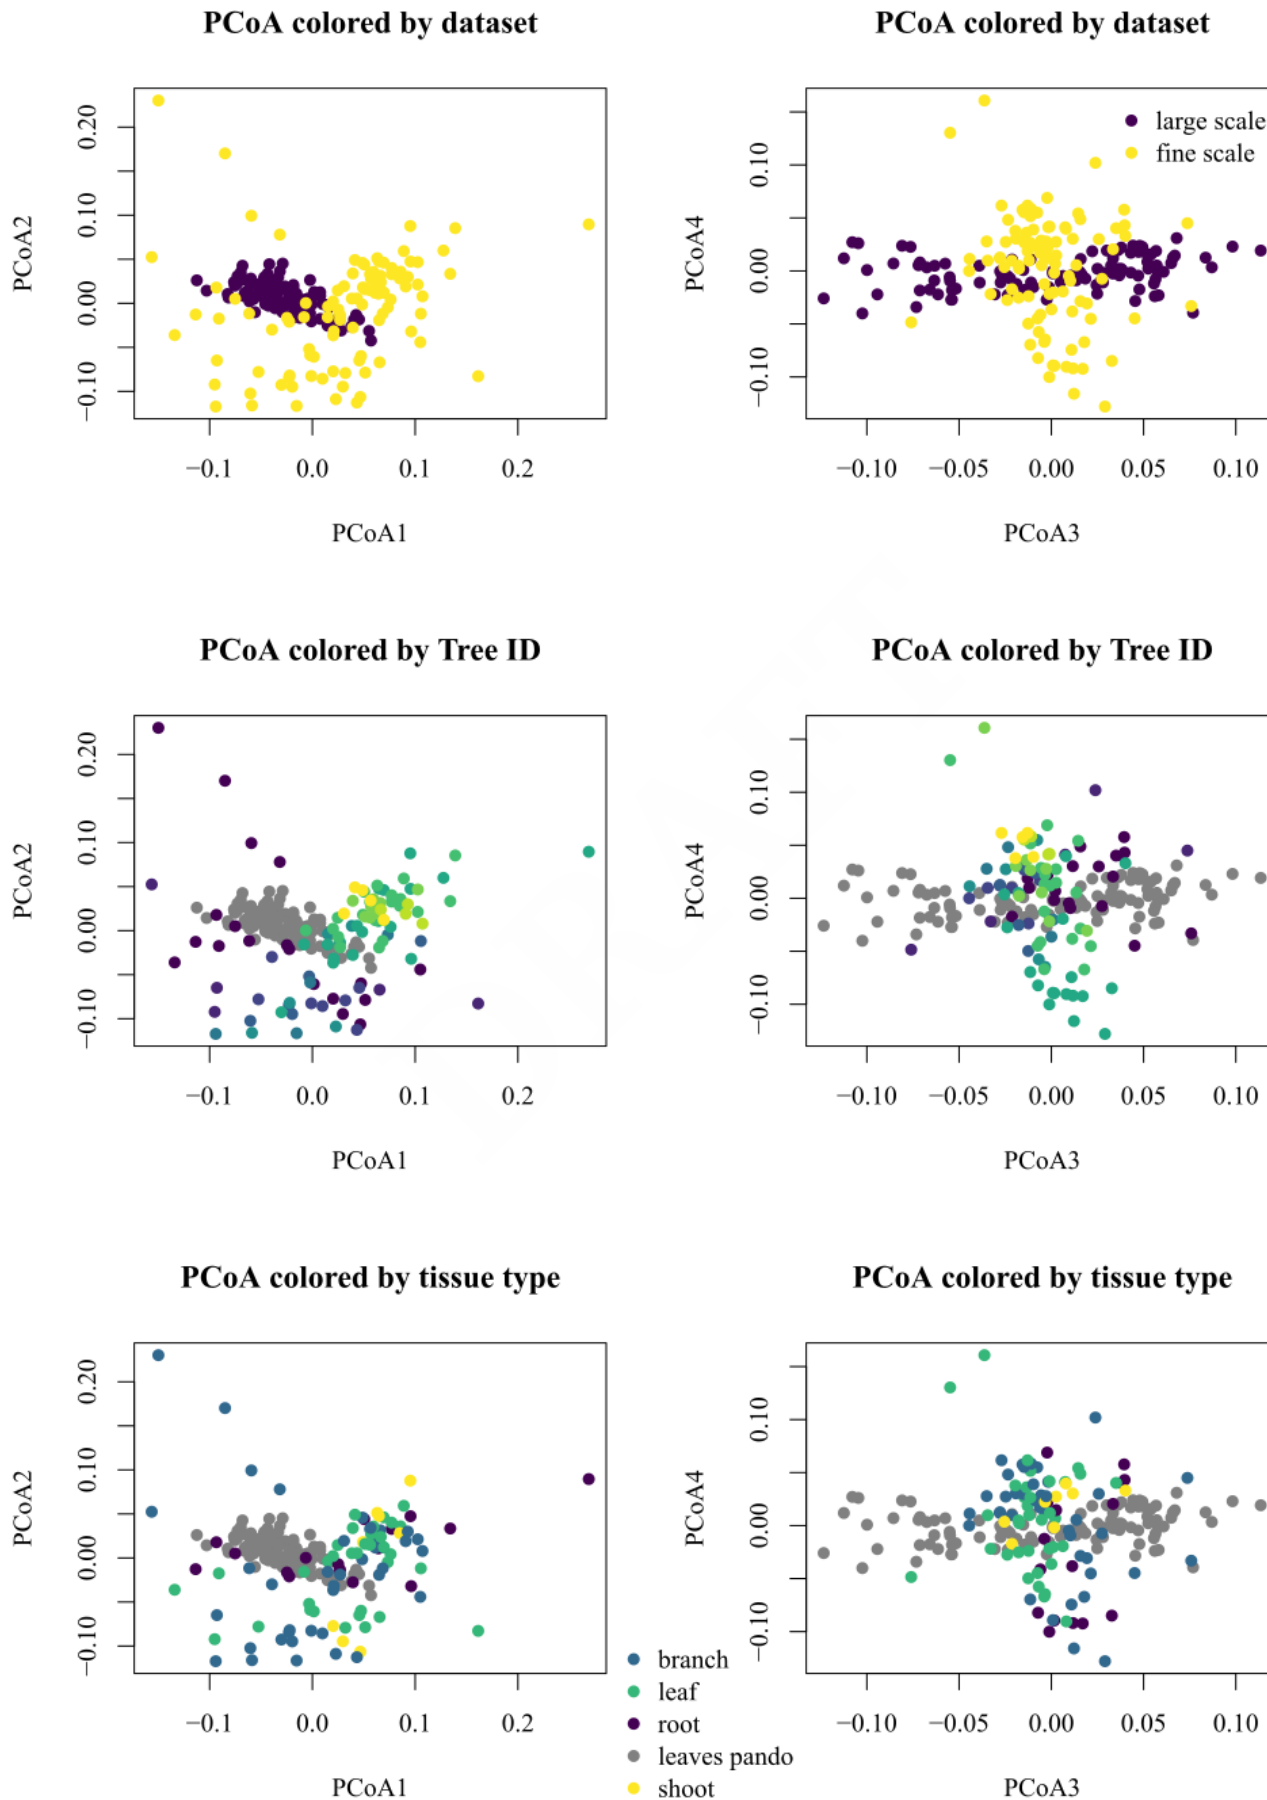 PCoA colored by dataset
PCoA2
0.20
0.10
0.00
−0.10
−0.1 0.0 0.1 0.2
PCoA1
PCoA colored by dataset
large scale
fine scale
PCoA4
0.10
0.00
−0.10
−0.10 −0.05 0.00 0.05 0.10
PCoA3
PCoA colored by Tree ID
PCoA2
0.20
0.10
0.00
−0.10
−0.1 0.0 0.1 0.2
PCoA1
PCoA colored by Tree ID
PCoA4
0.10
0.00
−0.10
−0.10 −0.05 0.00 0.05 0.10
PCoA3
PCoA colored by tissue type
PCoA2
0.20
0.10
0.00
−0.10
−0.1 0.0 0.1 0.2
PCoA1
branch
leaf
root
leaves pando
shoot
PCoA colored by tissue type
PCoA4
0.10
0.00
−0.10
−0.10 −0.05 0.00 0.05 0.10
PCoA3